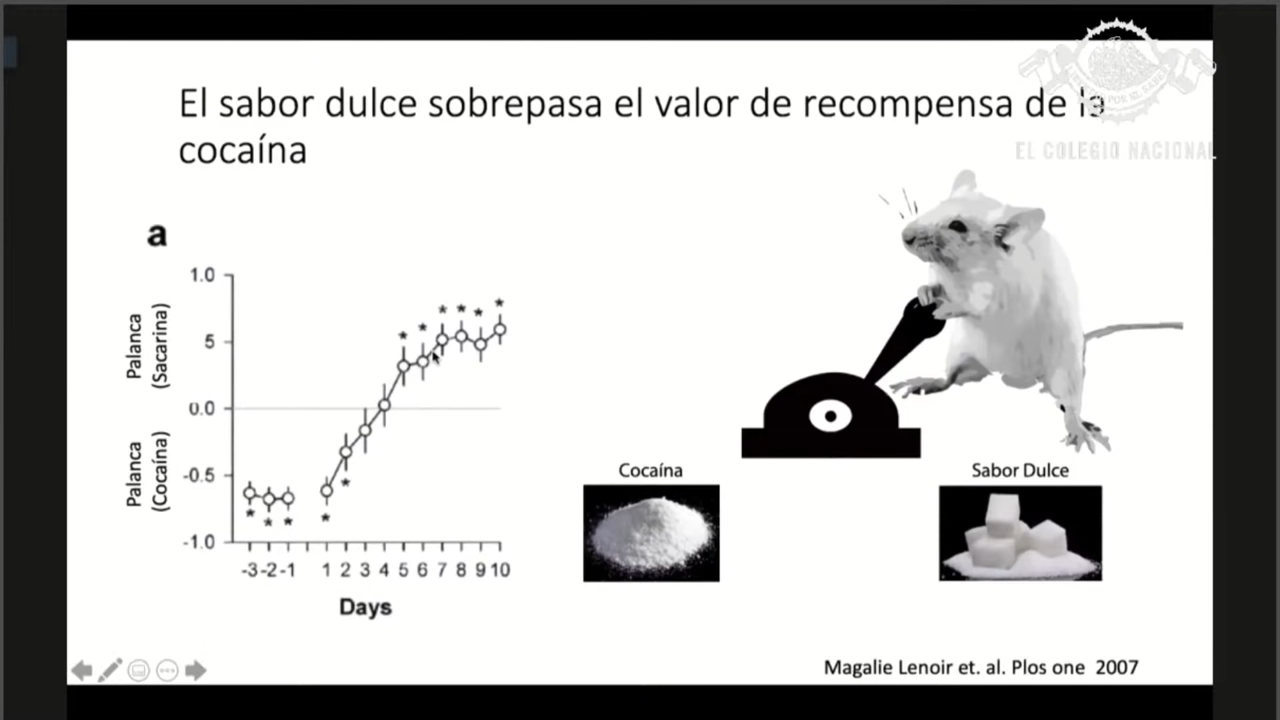 El sabor dulce sobrepasa el valor de recompensa de la
cocaína
EL COLEGIO NACIONAL
a
Palanca
(Sacarina)
Palanca
(Cocaína)
1.0
5
0.0
-0.5
-1.0
* * * * * * * * * * *
-3 -2 -1 1 2 3 4 5 6 7 8 9 10
Days
Cocaína
Sabor Dulce
Magalie Lenoir et. al. Plos one 2007